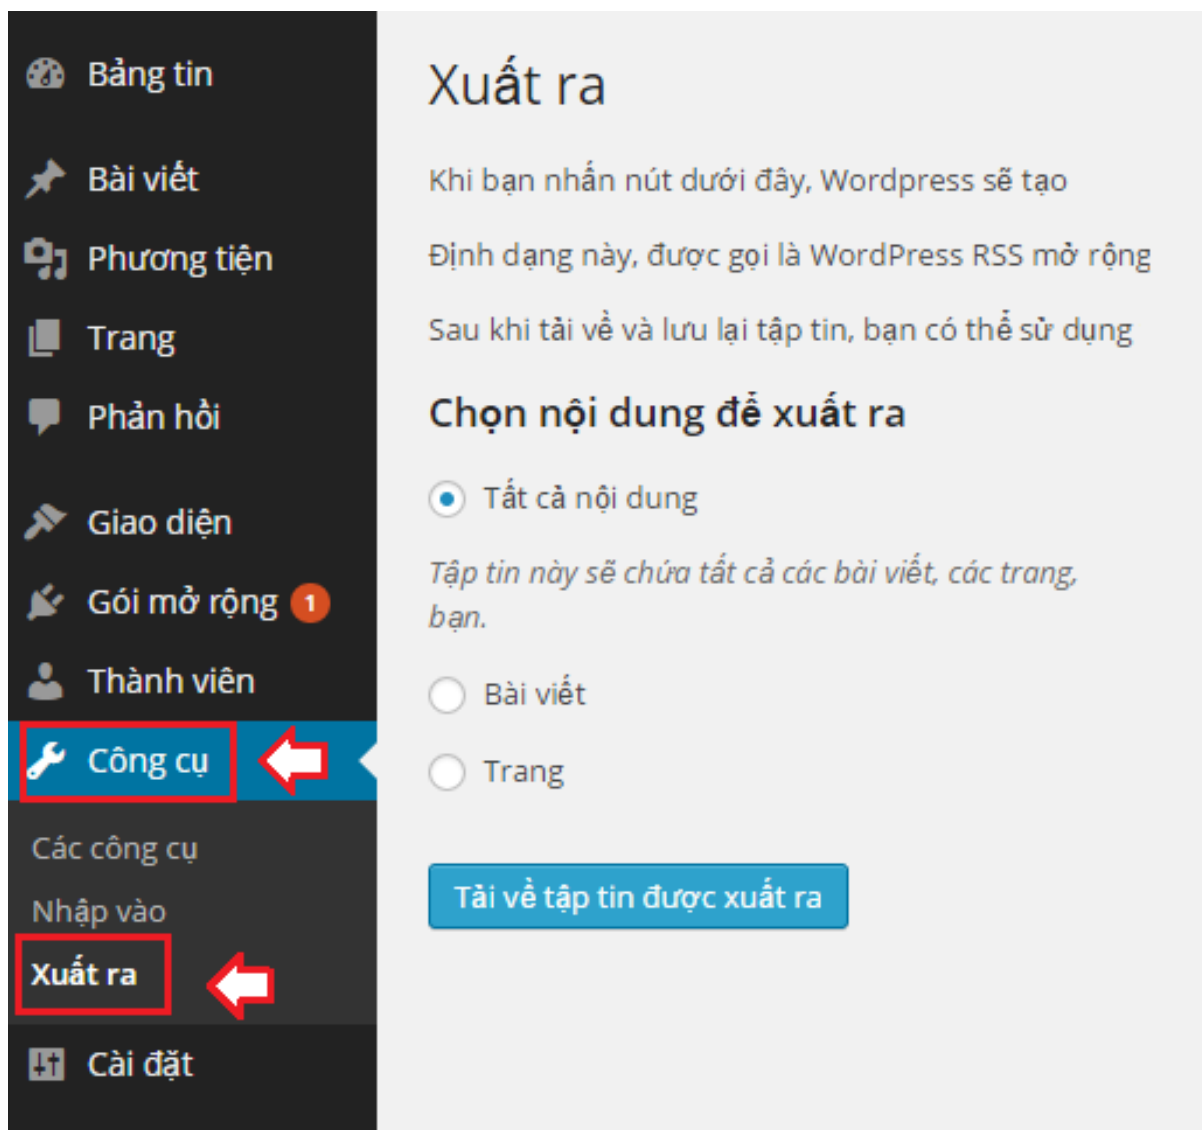 Bảng tin
Bài viết
Phương tiện
Trang
Phản hồi
Giao diện
Gói mở rộng 1
Thành viên
Công cụ
Các công cụ
Nhập vào
Xuất ra
Cài đặt
Xuất ra
Khi bạn nhấn nút dưới đây, Wordpress sẽ tạo
Định dạng này, được gọi là WordPress RSS mở rộng
Sau khi tải về và lưu lại tập tin, bạn có thể sử dụng
Chọn nội dung để xuất ra
Tất cả nội dung
Tập tin này sẽ chứa tất cả các bài viết, các trang,
bạn.
Bài viết
Trang
Tải về tập tin được xuất ra